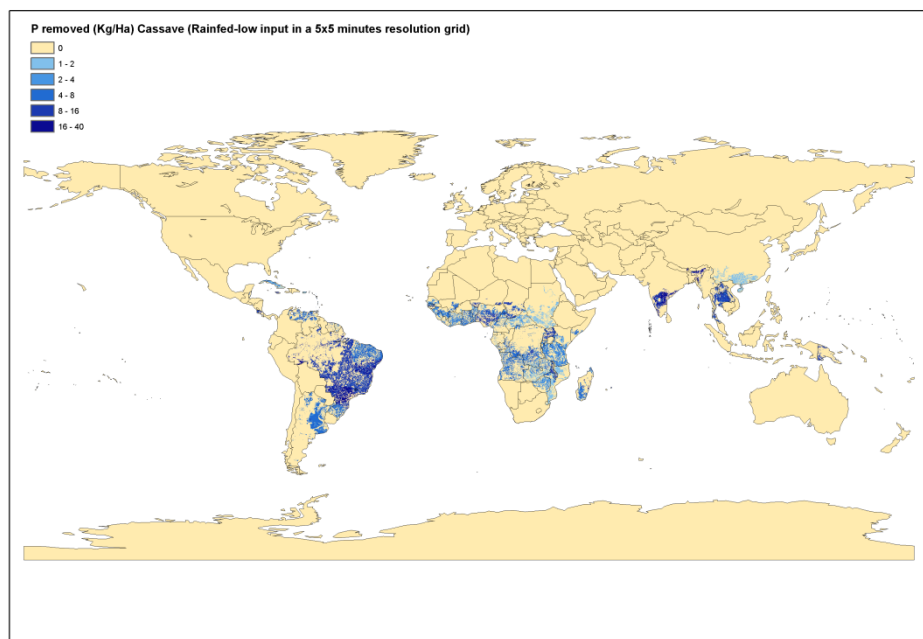 P removed (Kg/Ha) Cassave (Rainfed-low input in a 5x5 minutes resolution grid)
0
1 - 2
2 - 4
4 - 8
8 - 16
16 - 40